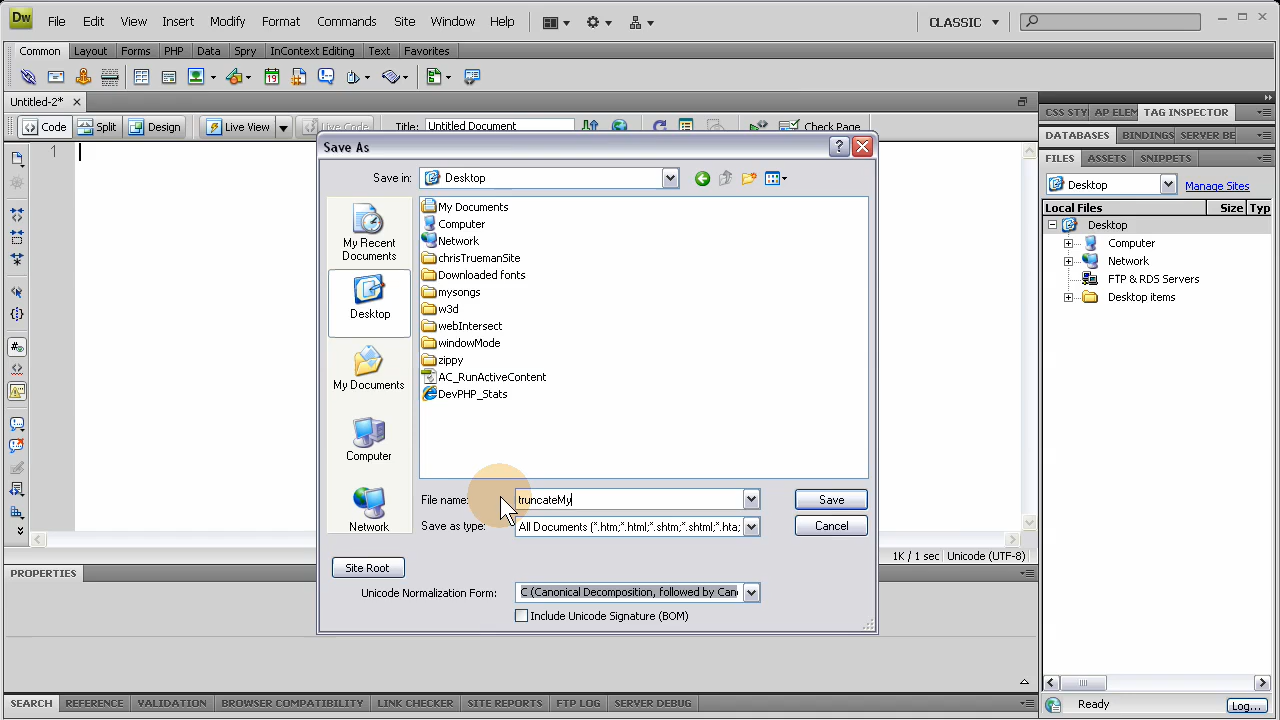 Dw File Edit View Insert Modify Format Commands Site Window Help CLASSIC
Common Layout Forms PHP Data Spry InContext Editing Text Favorites
Untitled-2*
Code Split Design Live View Live Code Title: Untitled Document Check Page
1
Save As
Save in: Desktop
My Recent Documents
Desktop
My Documents
Computer
Network
My Documents
Computer
Network
chrisTruemanSite
Downloaded fonts
mysongs
w3d
webIntersect
windowMode
zippy
AC_RunActiveContent
DevPHP_Stats
File name: truncateMy Save
Save as type: All Documents (*.htm;*.html;*.shtm;*.shtml;*.hta; Cancel
Site Root
Unicode Normalization Form: C (Canonical Decomposition, followed by Can
Include Unicode Signature (BOM)
1K / 1 sec Unicode (UTF-8)
PROPERTIES
SEARCH REFERENCE VALIDATION BROWSER COMPATIBILITY LINK CHECKER SITE REPORTS FTP LOG SERVER DEBUG
CSS STY AP ELEM TAG INSPECTOR
DATABASES BINDINGS SERVER BE
FILES ASSETS SNIPPETS
Desktop Manage Sites
Local Files Size Typ
Desktop
Computer
Network
FTP & RDS Servers
Desktop items
Ready Log...